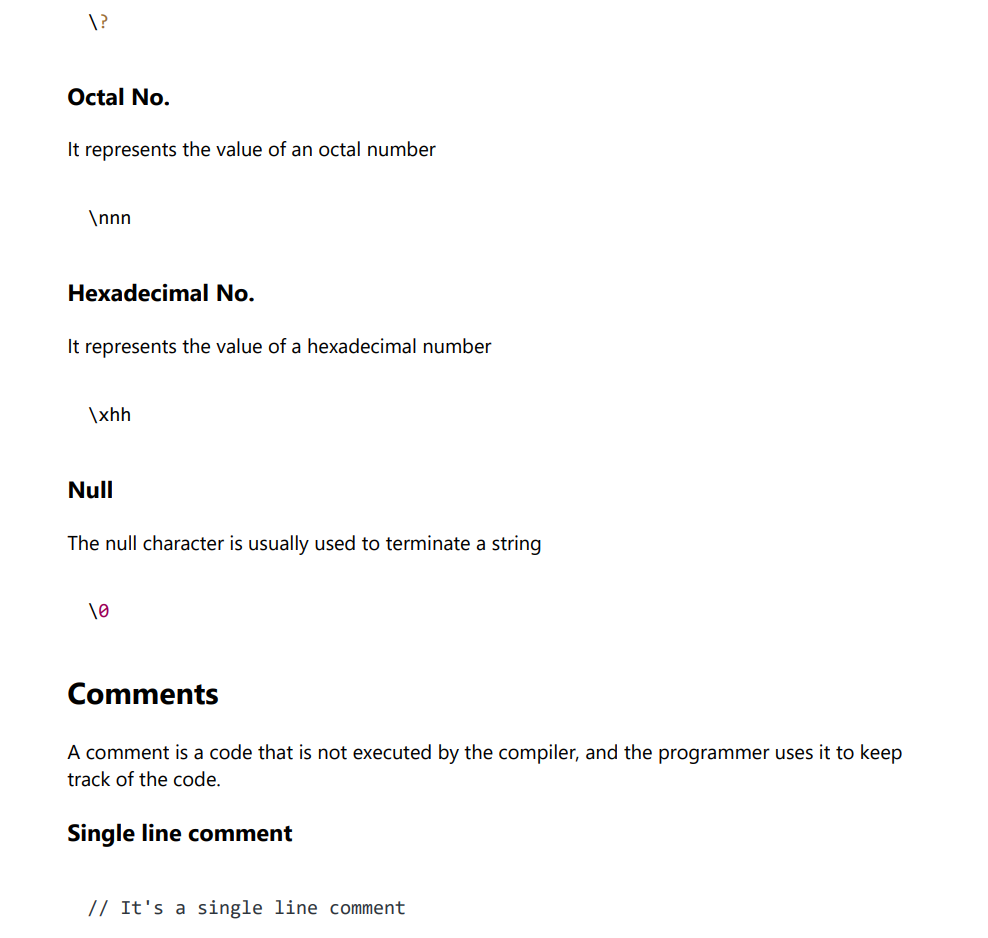 \?
Octal No.
It represents the value of an octal number
\nnn
Hexadecimal No.
It represents the value of a hexadecimal number
\xhh
Null
The null character is usually used to terminate a string
\0
Comments
A comment is a code that is not executed by the compiler, and the programmer uses it to keep
track of the code.
Single line comment
// It's a single line comment